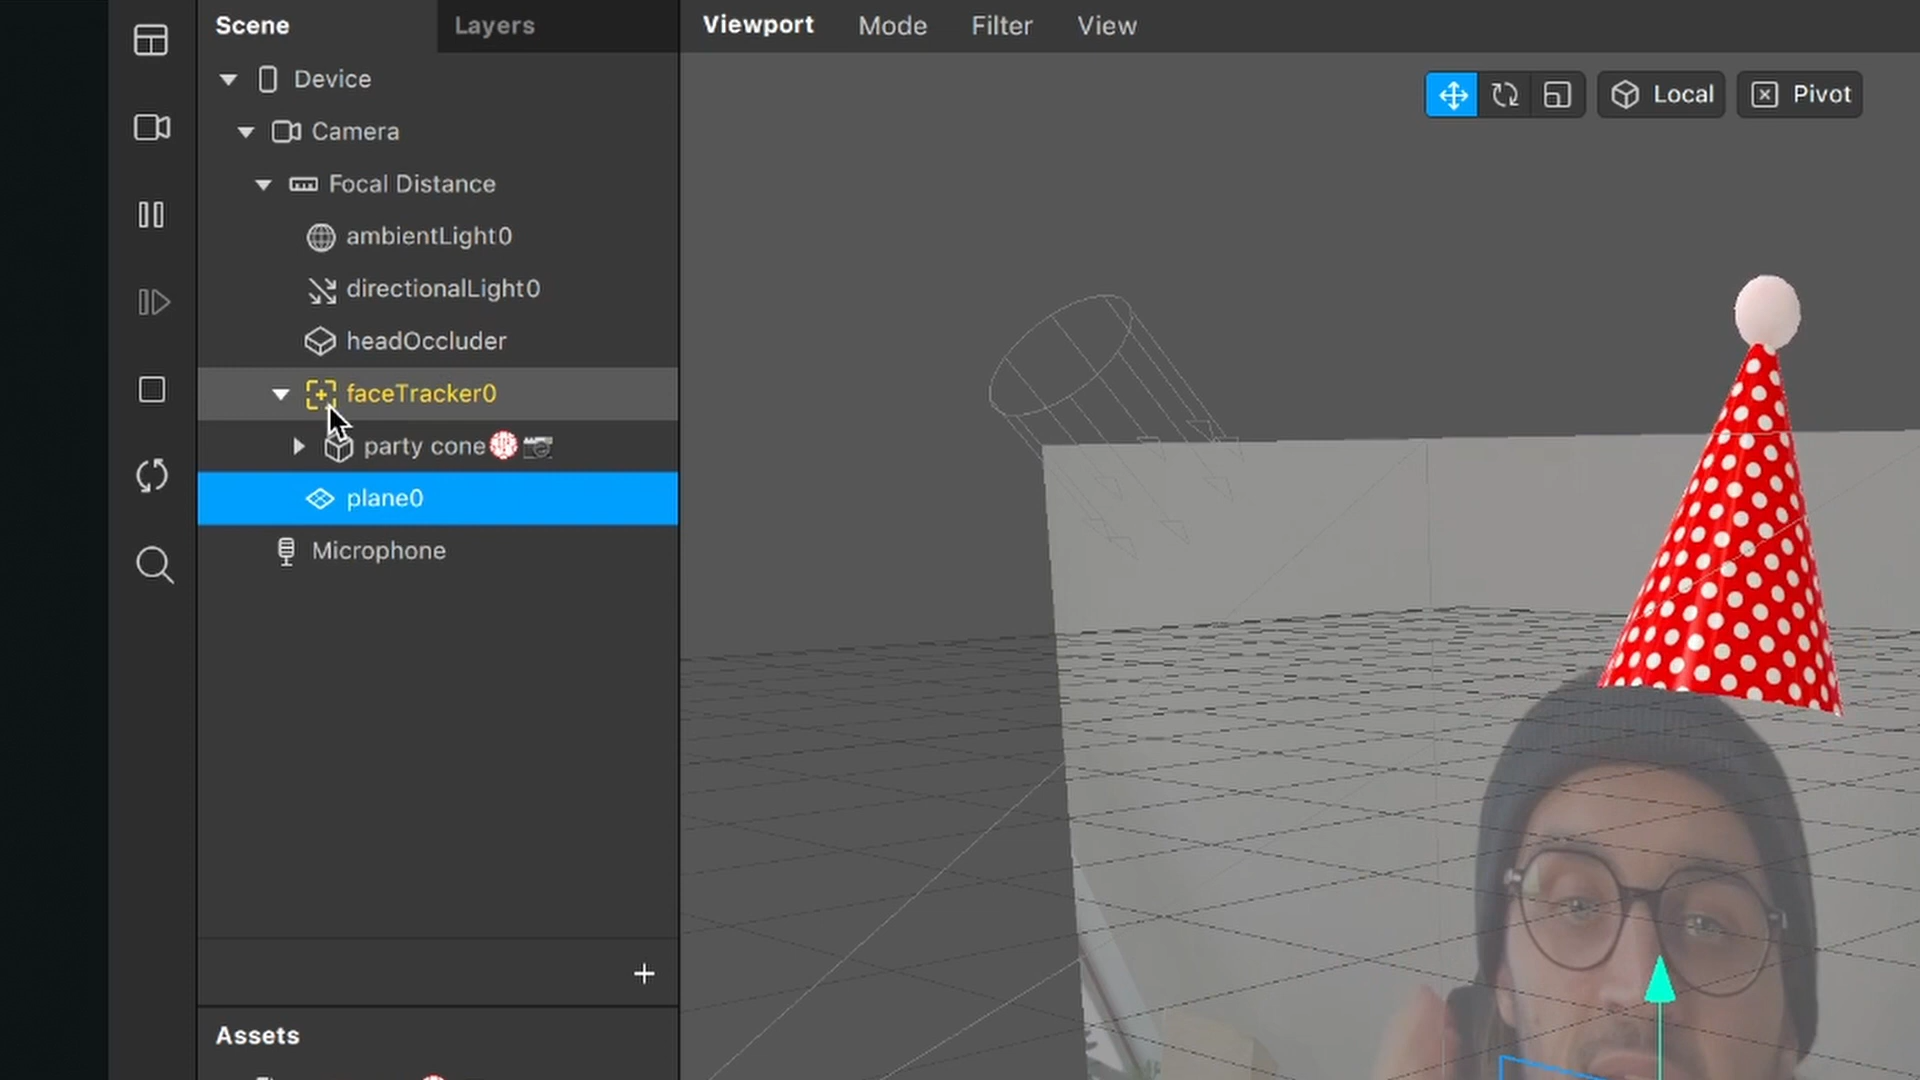 Scene
Layers
Viewport
Mode
Filter
View
Device
Local
Pivot
Camera
Focal Distance
ambientLight0
directionalLight0
headOccluder
faceTracker0
party cone
plane0
Microphone
+
Assets